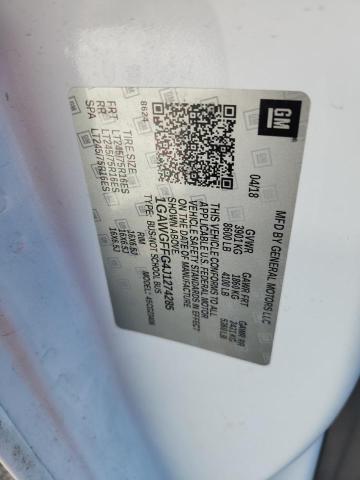 GM
MFD BY GENERAL MOTORS LLC
04/18
GVWR
GAWR FRT
GAWR RR
3901 KG
1860 KG
2431 KG
8600 LB
4100 LB
5360 LB
THIS VEHICLE CONFORMS TO ALL
APPLICABLE U.S. FEDERAL MOTOR
VEHICLE SAFETY STANDARDS IN EFFECT
ON THE DATE OF MANUFACTURE
SHOWN ABOVE.
1GAWGFFG4J1274285
TYPE: BUS-NOT SCHOOL BUS
MODEL:
8624
TIRE SIZE
RIM
FRT LT245/75R16ES 16X6.5J
RR LT245/75R16ES 16X6.5J
SPA LT245/75R16ES 16X6.5J